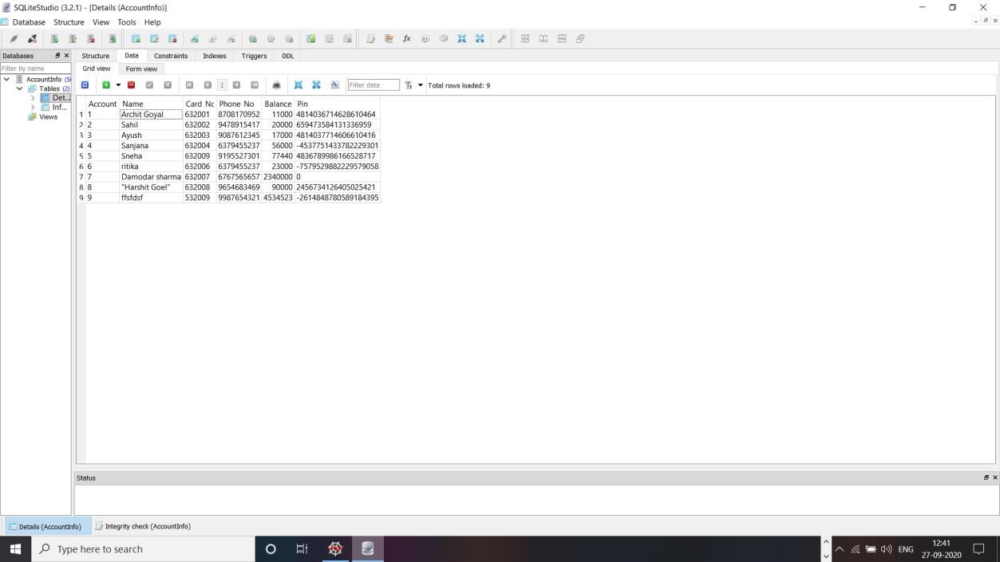 SQLiteStudio (3.2.1) - [Details (AccountInfo)]
Database Structure View Tools Help
Databases
Structure Data Constraints Indexes Triggers DDL
Filter by name
Grid view Form view
AccountInfo (S
Tables (2)
Det...
Inf...
Views
1 Filter data Total rows loaded: 9
Account Name Card No Phone No Balance Pin
1 1 Archit Goyal 632001 8708170952 11000 4814036714628610464
2 2 Sahil 632002 9478915417 20000 659473584131336959
3 3 Ayush 632003 9087612345 17000 4814037714606610416
4 4 Sanjana 632004 6379455237 56000 -4537751433782229301
5 5 Sneha 632009 9195527301 77440 4836789986166528717
6 6 ritika 632006 6379455237 23000 -7579529882229579058
7 7 Damodar sharma 632007 6767565657 2340000 0
8 8 "Harshit Goel" 632008 9654683469 90000 2456734126405025421
9 9 ffsfdsf 532009 9987654321 4534523 -2614848780589184395
Status
Details (AccountInfo) Integrity check (AccountInfo)
Type here to search
ENG
12:41
27-09-2020